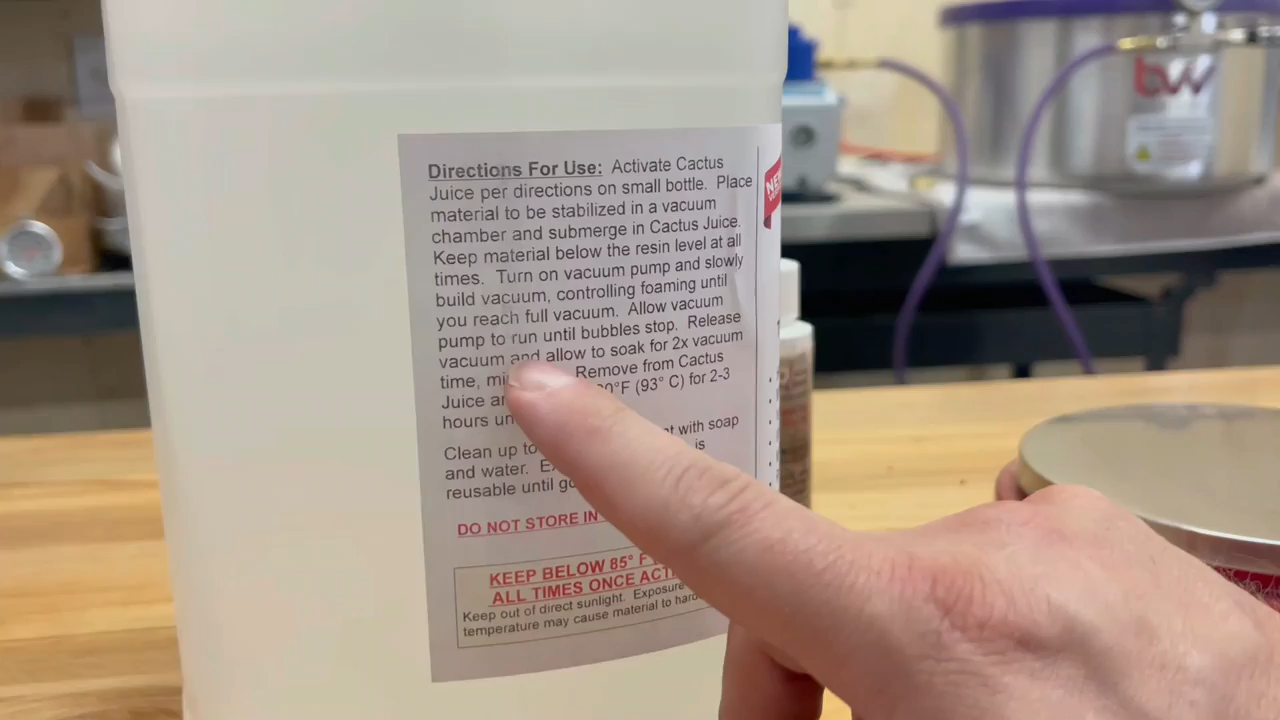 Directions For Use: Activate Cactus
Juice per directions on small bottle. Place
material to be stabilized in a vacuum
chamber and submerge in Cactus Juice.
Keep material below the resin level at all
times. Turn on vacuum pump and slowly
build vacuum, controlling foaming until
you reach full vacuum. Allow vacuum
pump to run until bubbles stop. Release
vacuum and allow to soak for 2x vacuum
time, Remove from Cactus
Juice 0°F (93° C) for 2-3
hours
Clean up with soap
and water. is
reusable until
DO NOT STORE IN
KEEP BELOW 85° F
ALL TIMES ONCE
Keep out of direct sunlight. Exposure
temperature may cause material to
bvv